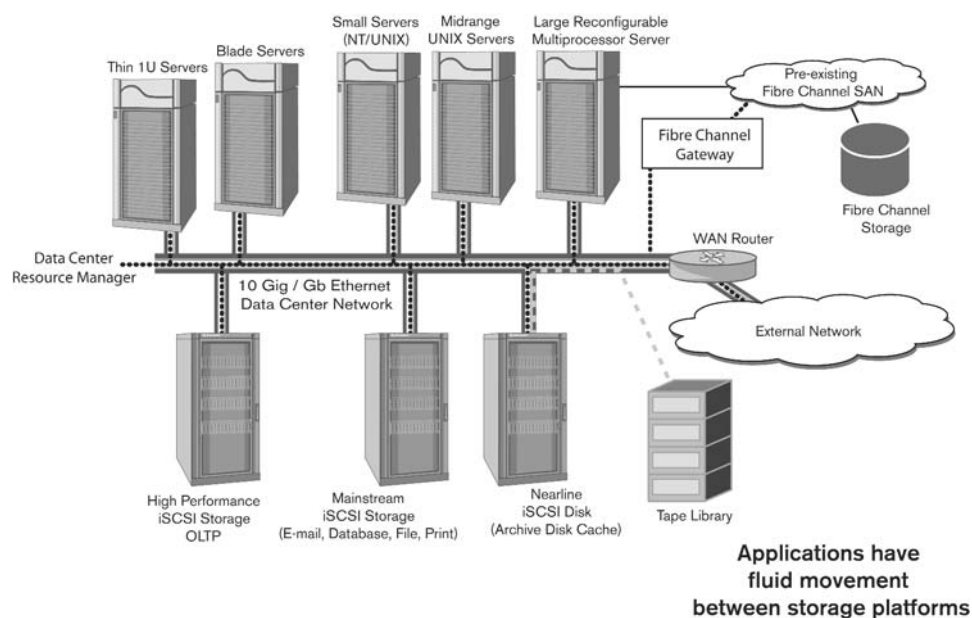 Small Servers
(NT/UNIX)
Midrange
UNIX Servers
Large Reconfigurable
Multiprocessor Server
Blade Servers
Thin 1U Servers
Pre-existing
Fibre Channel SAN
Fibre Channel
Gateway
Fibre Channel
Storage
WAN Router
Data Center
Resource Manager
10 Gig / Gb Ethernet
Data Center Network
External Network
High Performance
iSCSI Storage
OLTP
Mainstream
iSCSI Storage
(E-mail, Database, File, Print)
Nearline
iSCSI Disk
(Archive Disk Cache)
Tape Library
Applications have
fluid movement
between storage platforms